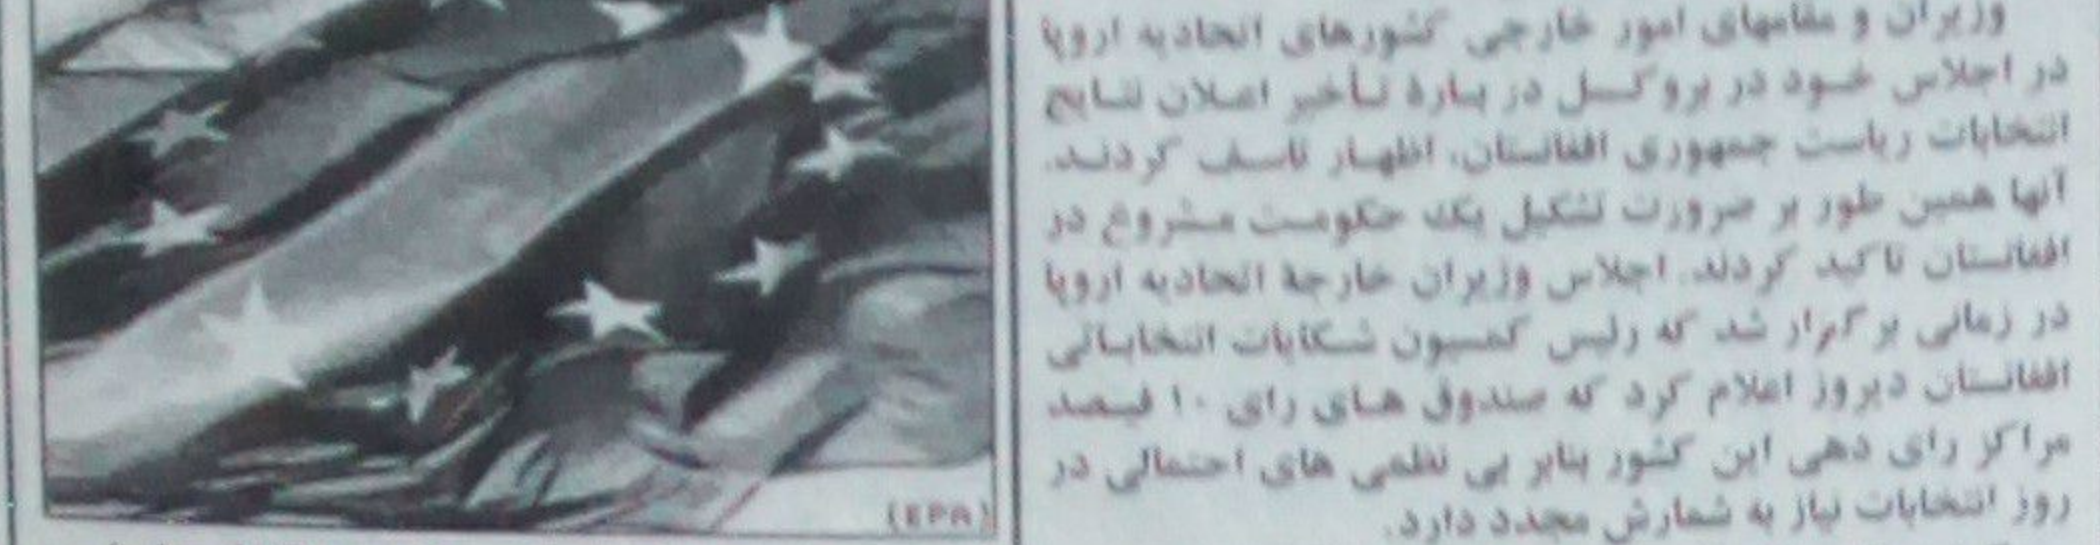 وزیران و مقامهای امور خارجی کشورهای اتحادیه اروپا
در اجلاس خود در بروکسل در باره تأخیر اعلان نتایج
انتخابات ریاست جمهوری افغانستان، اظهار تاسف کردند.
آنها همین طور بر ضرورت تشکیل یک حکومت مشروع در
افغانستان تاکید کردند. اجلاس وزیران خارجۀ اتحادیه اروپا
در زمانی برگزار شد که رئیس کمسیون شکایات انتخاباتی
افغانستان دیروز اعلام کرد که صندوق های رای ۱۰ فیصد
مراکز رای دهی این کشور بنابر بی نظمی های احتمالی در
روز انتخابات نیاز به شمارش مجدد دارد.
(EPA)